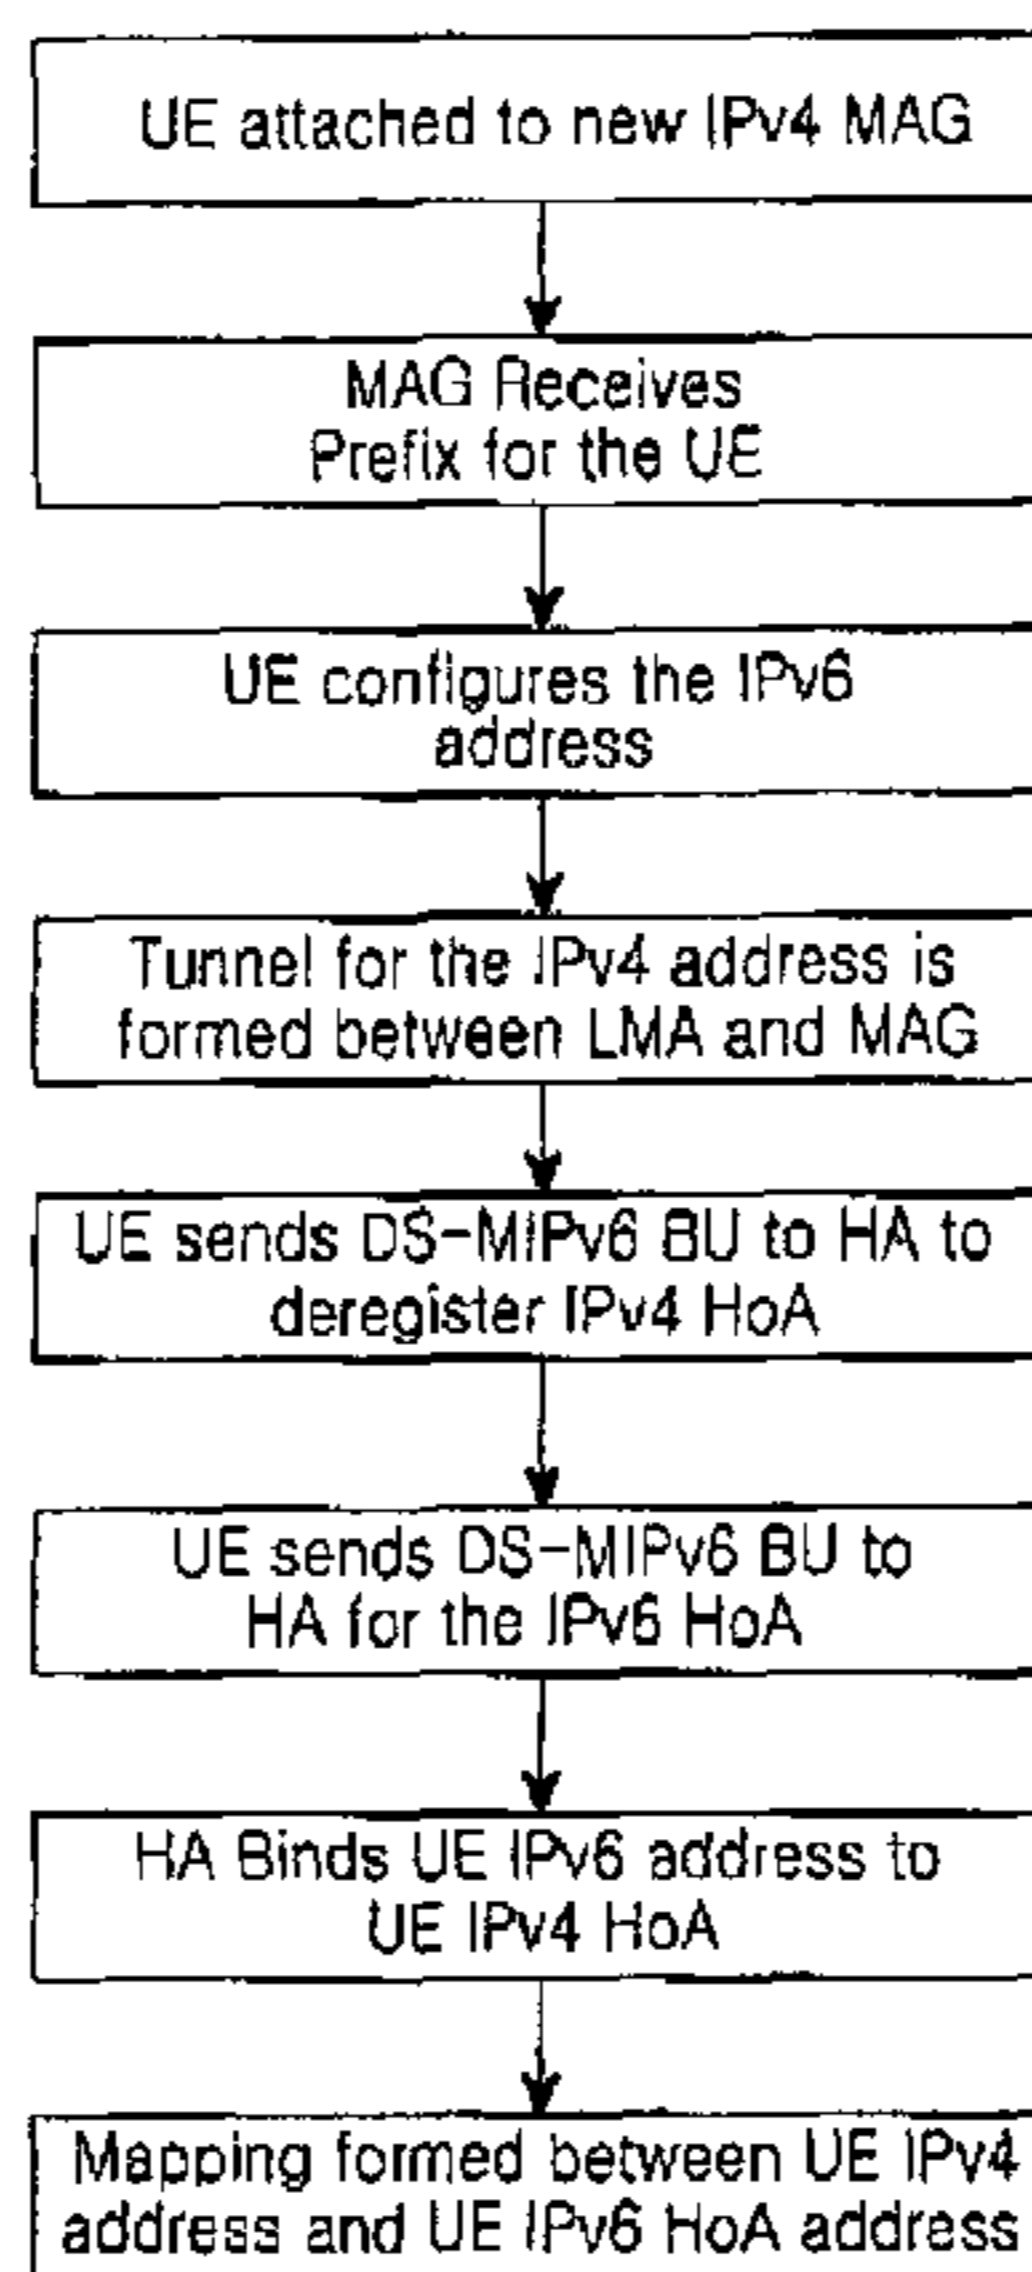 UE attached to new IPv4 MAG
MAG Receives
Prefix for the UE
UE configures the IPv6
address
Tunnel for the IPv4 address is
formed between LMA and MAG
UE sends DS-MIPv6 BU to HA to
deregister IPv4 HoA
UE sends DS-MIPv6 BU to
HA for the IPv6 HoA
HA Binds UE IPv6 address to
UE IPv4 HoA
Mapping formed between UE IPv4
address and UE IPv6 HoA address